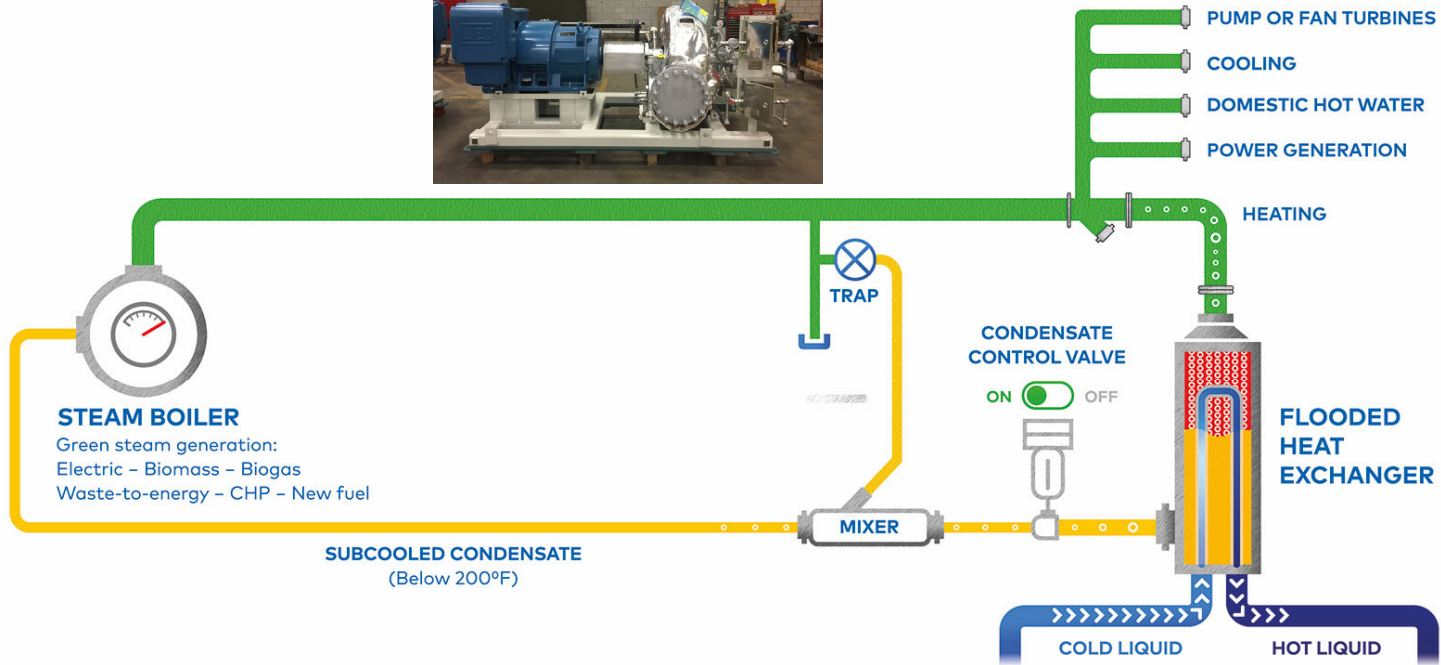 PUMP OR FAN TURBINES
COOLING
DOMESTIC HOT WATER
POWER GENERATION
HEATING
TRAP
CONDENSATE
CONTROL VALVE
ON OFF
STEAM BOILER
Green steam generation:
Electric – Biomass – Biogas
Waste-to-energy – CHP – New fuel
FLOODED
HEAT
EXCHANGER
MIXER
SUBCOOLED CONDENSATE
(Below 200ºF)
COLD LIQUID
HOT LIQUID